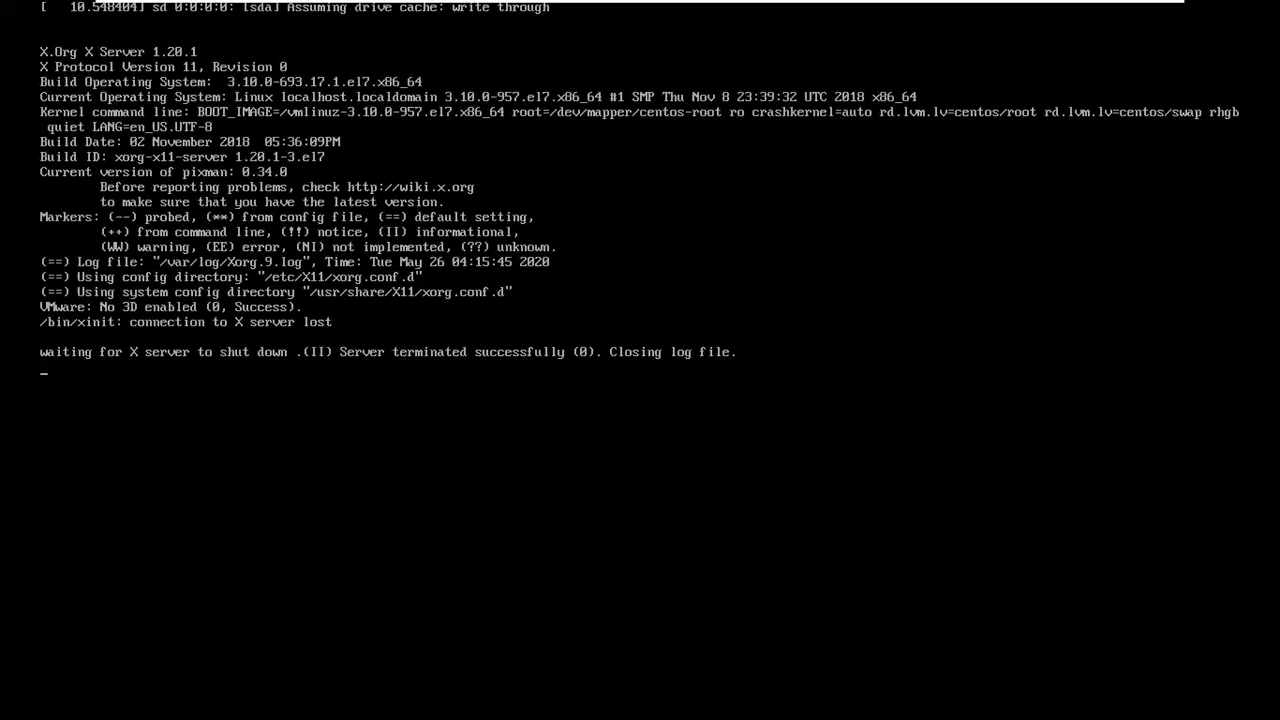 [   10.548404] sd 0:0:0:0: [sda] Assuming drive cache: write through
X.Org X Server 1.20.1
X Protocol Version 11, Revision 0
Build Operating System:  3.10.0-693.17.1.el7.x86_64
Current Operating System: Linux localhost.localdomain 3.10.0-957.el7.x86_64 #1 SMP Thu Nov 8 23:39:32 UTC 2018 x86_64
Kernel command line: BOOT_IMAGE=/vmlinuz-3.10.0-957.el7.x86_64 root=/dev/mapper/centos-root ro crashkernel=auto rd.lvm.lv=centos/root rd.lvm.lv=centos/swap rhgb
 quiet LANG=en_US.UTF-8
Build Date: 02 November 2018  05:36:09PM
Build ID: xorg-x11-server 1.20.1-3.el7
Current version of pixman: 0.34.0
        Before reporting problems, check http://wiki.x.org
        to make sure that you have the latest version.
Markers: (--) probed, (**) from config file, (==) default setting,
        (++) from command line, (!!) notice, (II) informational,
        (WW) warning, (EE) error, (NI) not implemented, (??) unknown.
(==) Log file: "/var/log/Xorg.9.log", Time: Tue May 26 04:15:45 2020
(==) Using config directory: "/etc/X11/xorg.conf.d"
(==) Using system config directory "/usr/share/X11/xorg.conf.d"
VMware: No 3D enabled (0, Success).
/bin/xinit: connection to X server lost
waiting for X server to shut down .(II) Server terminated successfully (0). Closing log file.
_